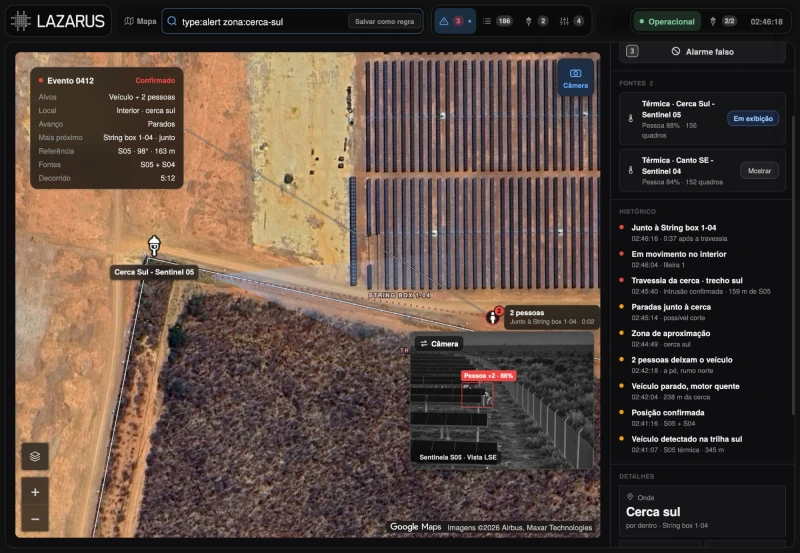 LAZARUS
Mapa
type:alert zona:cerca-sul
Salvar como regra
3
186
2
4
Operacional
2/2
02:46:18
Evento 0412 Confirmado
Alvos Veículo + 2 pessoas
Local Interior · cerca sul
Avanço Parados
Mais próximo String box 1-04 · junto
Referência S05 · 98° · 163 m
Fontes S05 + S04
Decorrido 5:12
Câmera
Cerca Sul - Sentinel 05
STRING BOX 1-04
2
2 pessoas
Junto à String box 1-04 · 0:02
TR
Câmera
Pessoa ×2 · 88%
Sentinela S05 · Vista LSE
+
−
Google Maps Imagens ©2026 Airbus, Maxar Technologies
3 Alarme falso
FONTES 2
Térmica · Cerca Sul -
Sentinel 05
Pessoa 88% · 156
quadros
Em exibição
Térmica · Canto SE -
Sentinel 04
Pessoa 84% · 152 quadros
Mostrar
HISTÓRICO
Junto à String box 1-04
02:46:16 · 0:37 após a travessia
Em movimento no interior
02:46:04 · fileira 1
Travessia da cerca · trecho sul
02:45:40 · intrusão confirmada · 159 m de S05
Paradas junto à cerca
02:45:14 · possível corte
Zona de aproximação
02:44:49 · cerca sul
2 pessoas deixam o veículo
02:42:18 · a pé, rumo norte
Veículo parado, motor quente
02:42:04 · 238 m da cerca
Posição confirmada
02:41:16 · S05 + S04
Veículo detectado na trilha sul
02:41:07 · S05 térmica · 345 m
DETALHES
Onde
Cerca sul
por dentro · String box 1-04